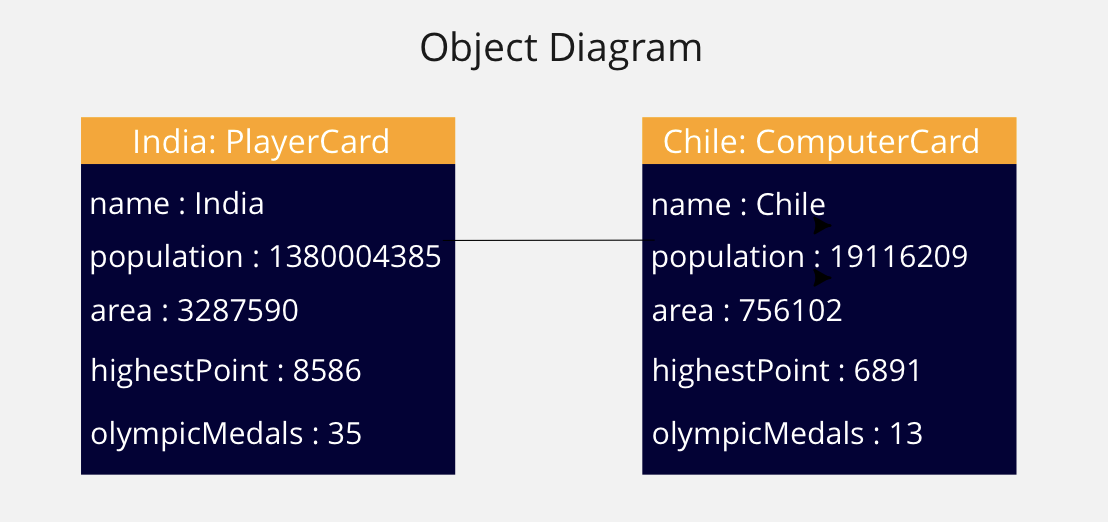 Object Diagram
India: PlayerCard
name : India
population : 1380004385
area : 3287590
highestPoint : 8586
olympicMedals : 35
Chile: ComputerCard
name : Chile
population : 19116209
area : 756102
highestPoint : 6891
olympicMedals : 13